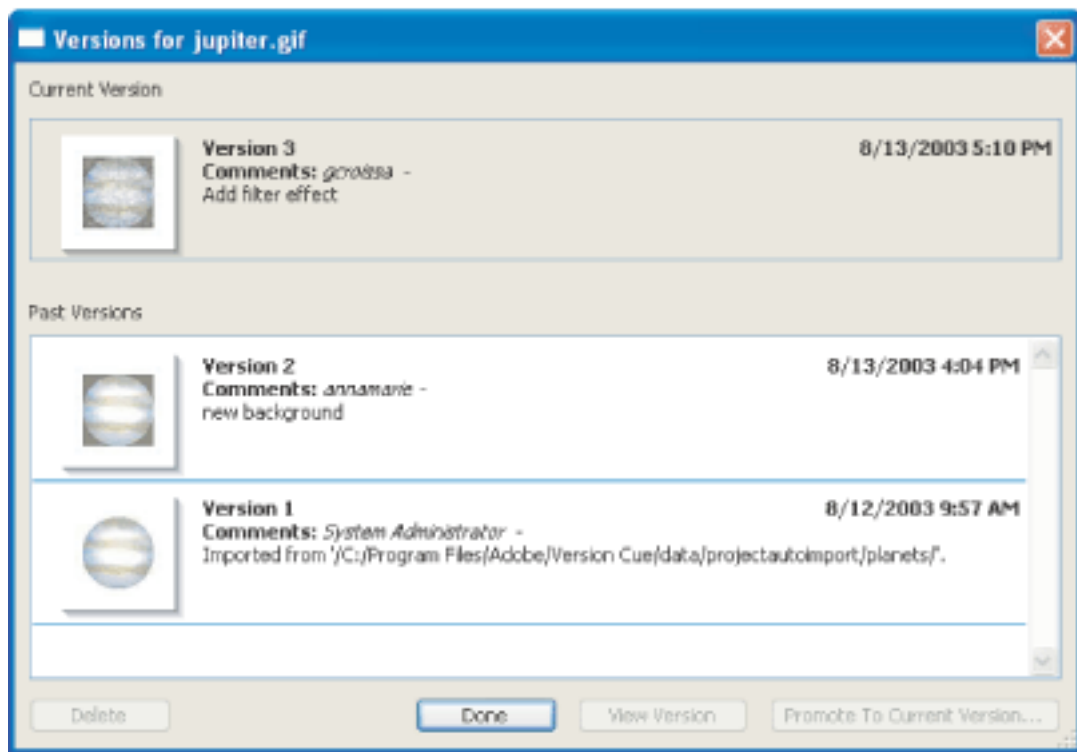 Versions for jupiter.gif
Current Version
Version 3 8/13/2003 5:10 PM
Comments: gcroissa -
Add filter effect
Past Versions
Version 2 8/13/2003 4:04 PM
Comments: annamarie -
new background
Version 1 8/12/2003 9:57 AM
Comments: System Administrator -
Imported from '/C:/Program Files/Adobe/Version Cue/data/projectautoimport/planets/'.
Delete Done View Version Promote To Current Version...